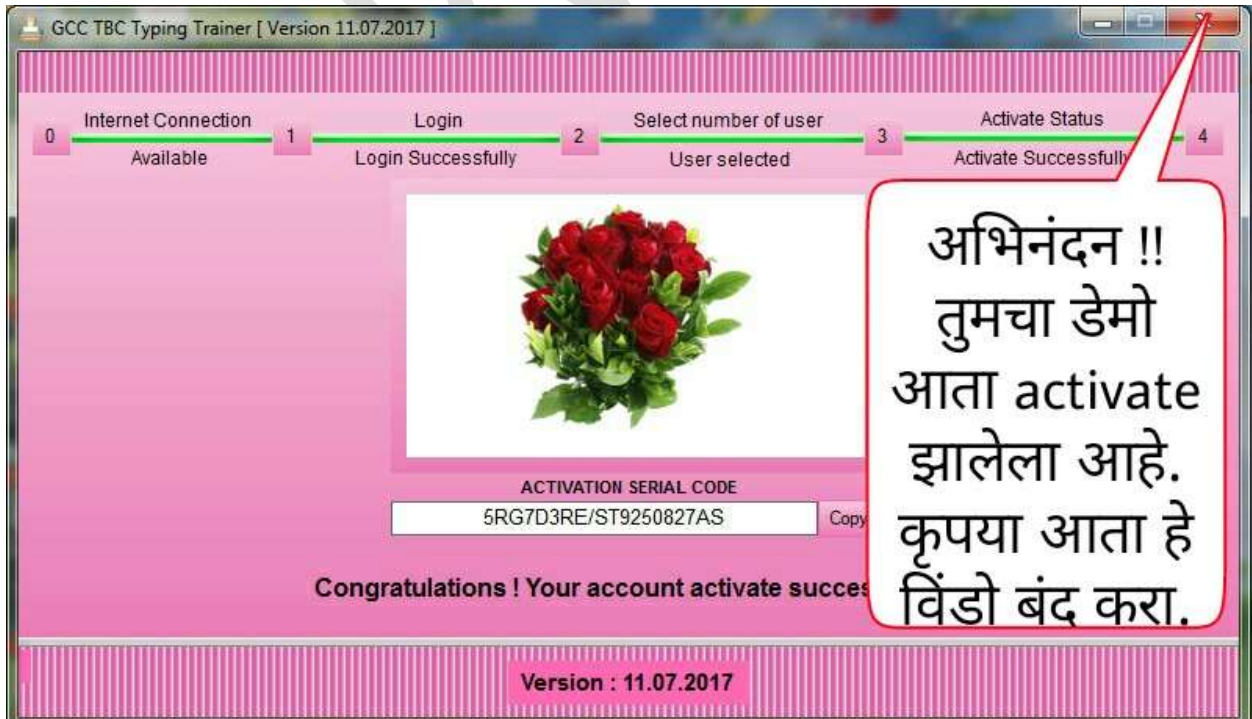 GCC TBC Typing Trainer [ Version 11.07.2017 ]
0 Internet Connection 1 Login 2 Select number of user 3 Activate Status 4
Available Login Successfully User selected Activate Successfully
अभिनंदन !!
तुमचा डेमो
आता activate
झालेला आहे.
कृपया आता हे
विंडो बंद करा.
ACTIVATION SERIAL CODE
5RG7D3RE/ST9250827AS Copy
Congratulations ! Your account activate
Version : 11.07.2017